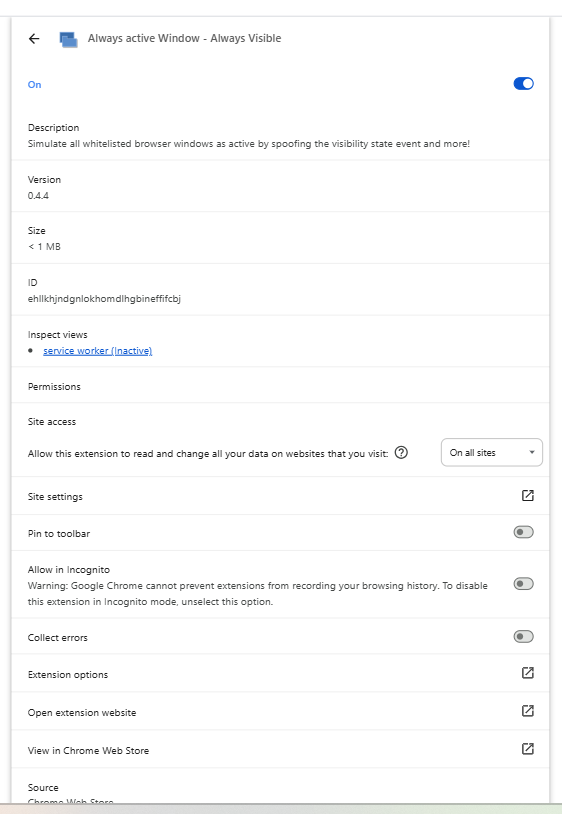 Always active Window - Always Visible
On
Description
Simulate all whitelisted browser windows as active by spoofing the visibility state event and more!
Version
0.4.4
Size
< 1 MB
ID
ehllkhjndgnlokhomdlhgbineffifcbj
Inspect views
service worker (Inactive)
Permissions
Site access
Allow this extension to read and change all your data on websites that you visit:
On all sites
Site settings
Pin to toolbar
Allow in Incognito
Warning: Google Chrome cannot prevent extensions from recording your browsing history. To disable
this extension in Incognito mode, unselect this option.
Collect errors
Extension options
Open extension website
View in Chrome Web Store
Source
Chrome Web Store